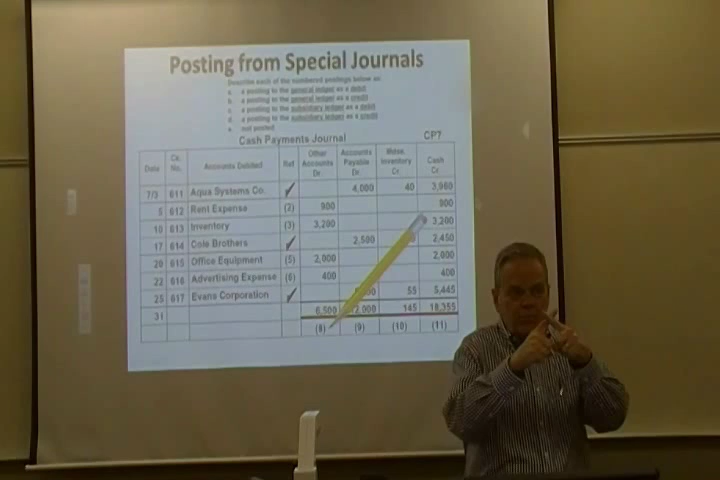 Posting from Special Journals
Describe each of the numbered postings below as:
a. a posting to the general ledger as a debit
b. a posting to the general ledger as a credit
c. a posting to the subsidiary ledger as a debit
d. a posting to the subsidiary ledger as a credit
e. not posted
Cash Payments Journal CP7
Date Ck. No. Accounts Debited Ref Other Accounts Dr. Accounts Payable Dr. Mdse. Inventory Cr. Cash Cr.
7/3 611 Aqua Systems Co. ✓ 4,000 40 3,960
5 612 Rent Expense (2) 900 900
10 613 Inventory (3) 3,200 3,200
17 614 Cole Brothers ✓ 2,500 2,450
20 615 Office Equipment (5) 2,000 2,000
22 616 Advertising Expense (6) 400 400
25 617 Evans Corporation ✓ 55 5,445
31 6,500 145 18,355
(8) (9) (10) (11)